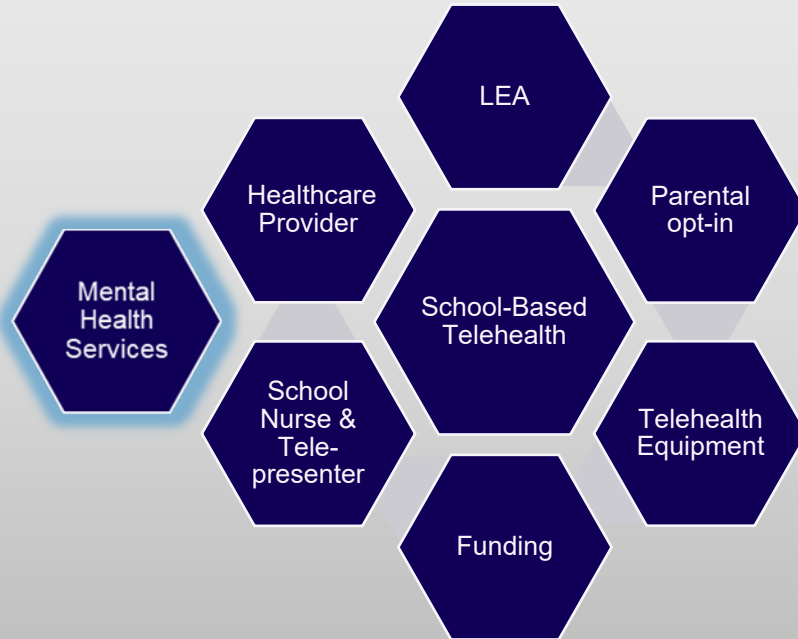 LEA
Healthcare
Provider
Parental
opt-in
Mental
Health
Services
School-Based
Telehealth
School
Nurse &
Tele-
presenter
Telehealth
Equipment
Funding